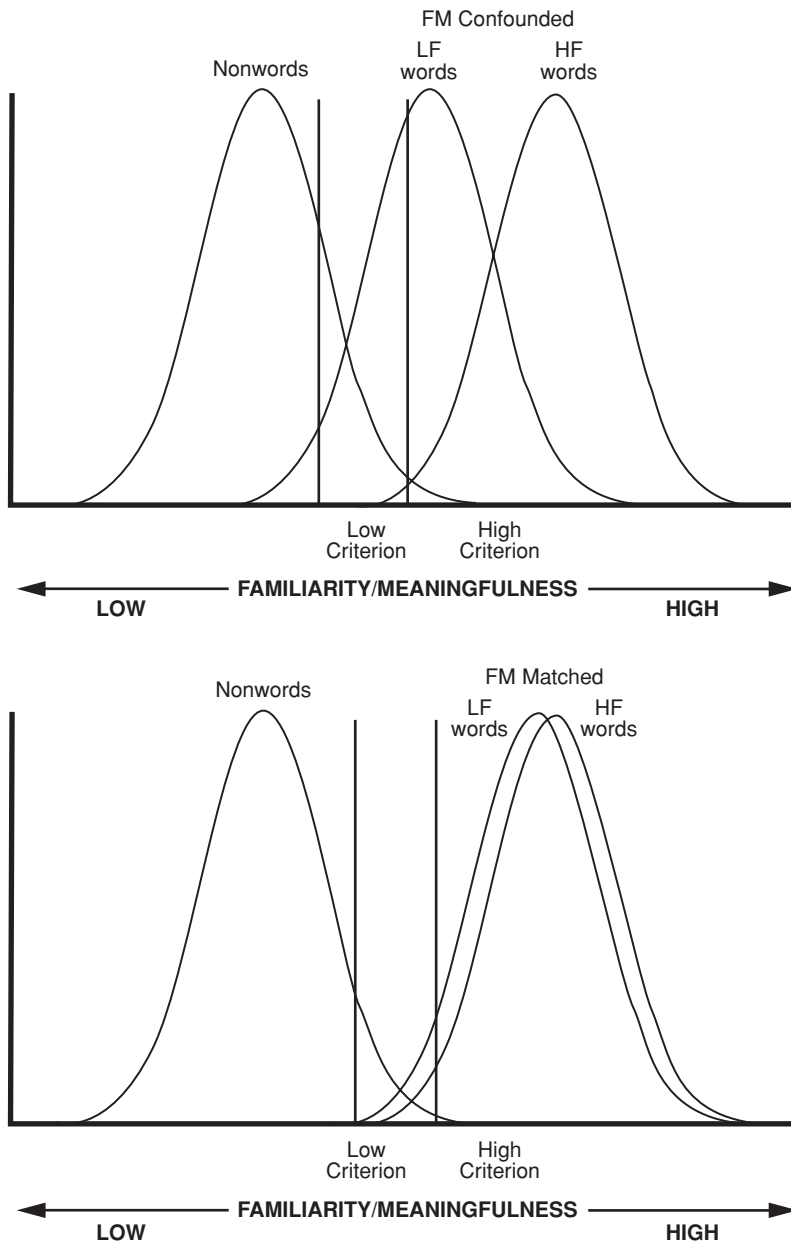 FM Confounded
Nonwords
LF
words
HF
words
Low
Criterion
High
Criterion
FAMILIARITY/MEANINGFULNESS
LOW
HIGH
FM Matched
Nonwords
LF
words
HF
words
Low
Criterion
High
Criterion
FAMILIARITY/MEANINGFULNESS
LOW
HIGH